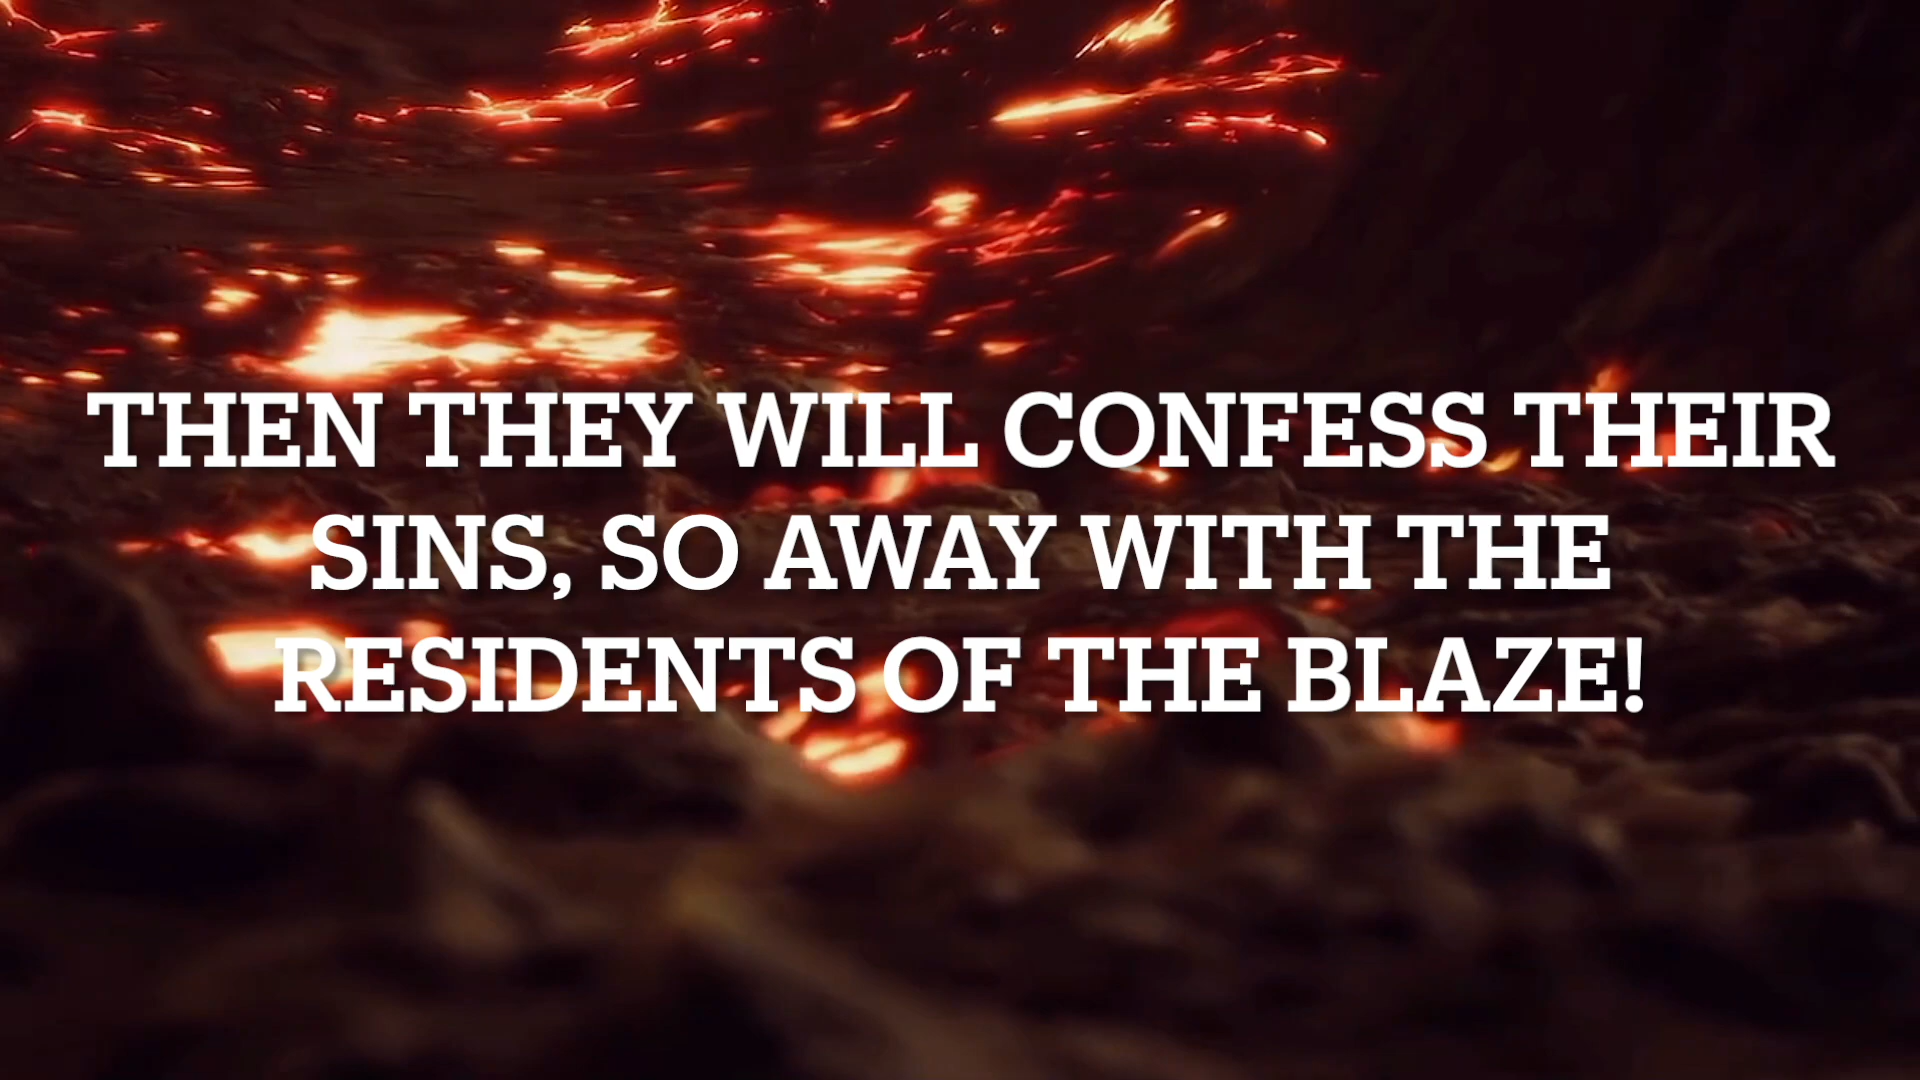 THEN THEY WILL CONFESS THEIR
SINS, SO AWAY WITH THE
RESIDENTS OF THE BLAZE!